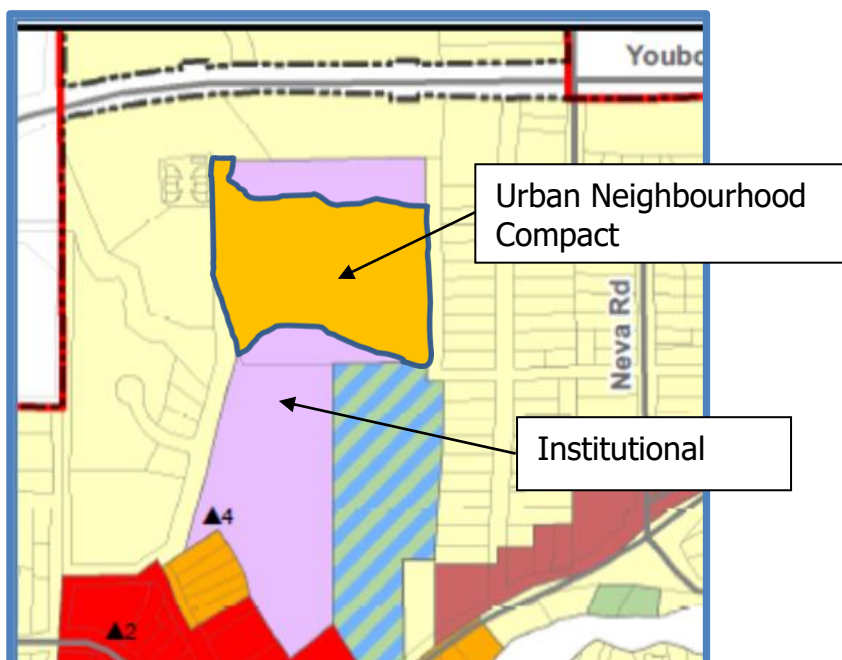 Youbo
Urban Neighbourhood
Compact
Neva Rd
Institutional
▲4
▲2